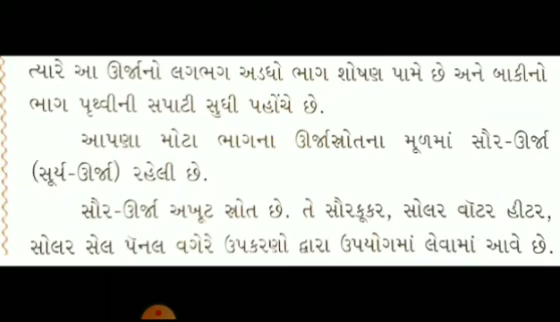 ત્યારે આ ઊર્જાનો લગભગ અડધો ભાગ શોષણ પામે છે અને બાકીનો
ભાગ પૃથ્વીની સપાટી સુધી પહોંચે છે.
આપણા મોટા ભાગના ઊર્જાસ્રોતના મૂળમાં સૌર-ઊર્જા
(સૂર્ય-ઊર્જા) રહેલી છે.
સૌર-ઊર્જા અખૂટ સ્રોત છે. તે સૌરકૂકર, સોલર વૉટર હીટર,
સોલર સેલ પૅનલ વગેરે ઉપકરણો દ્વારા ઉપયોગમાં લેવામાં આવે છે.